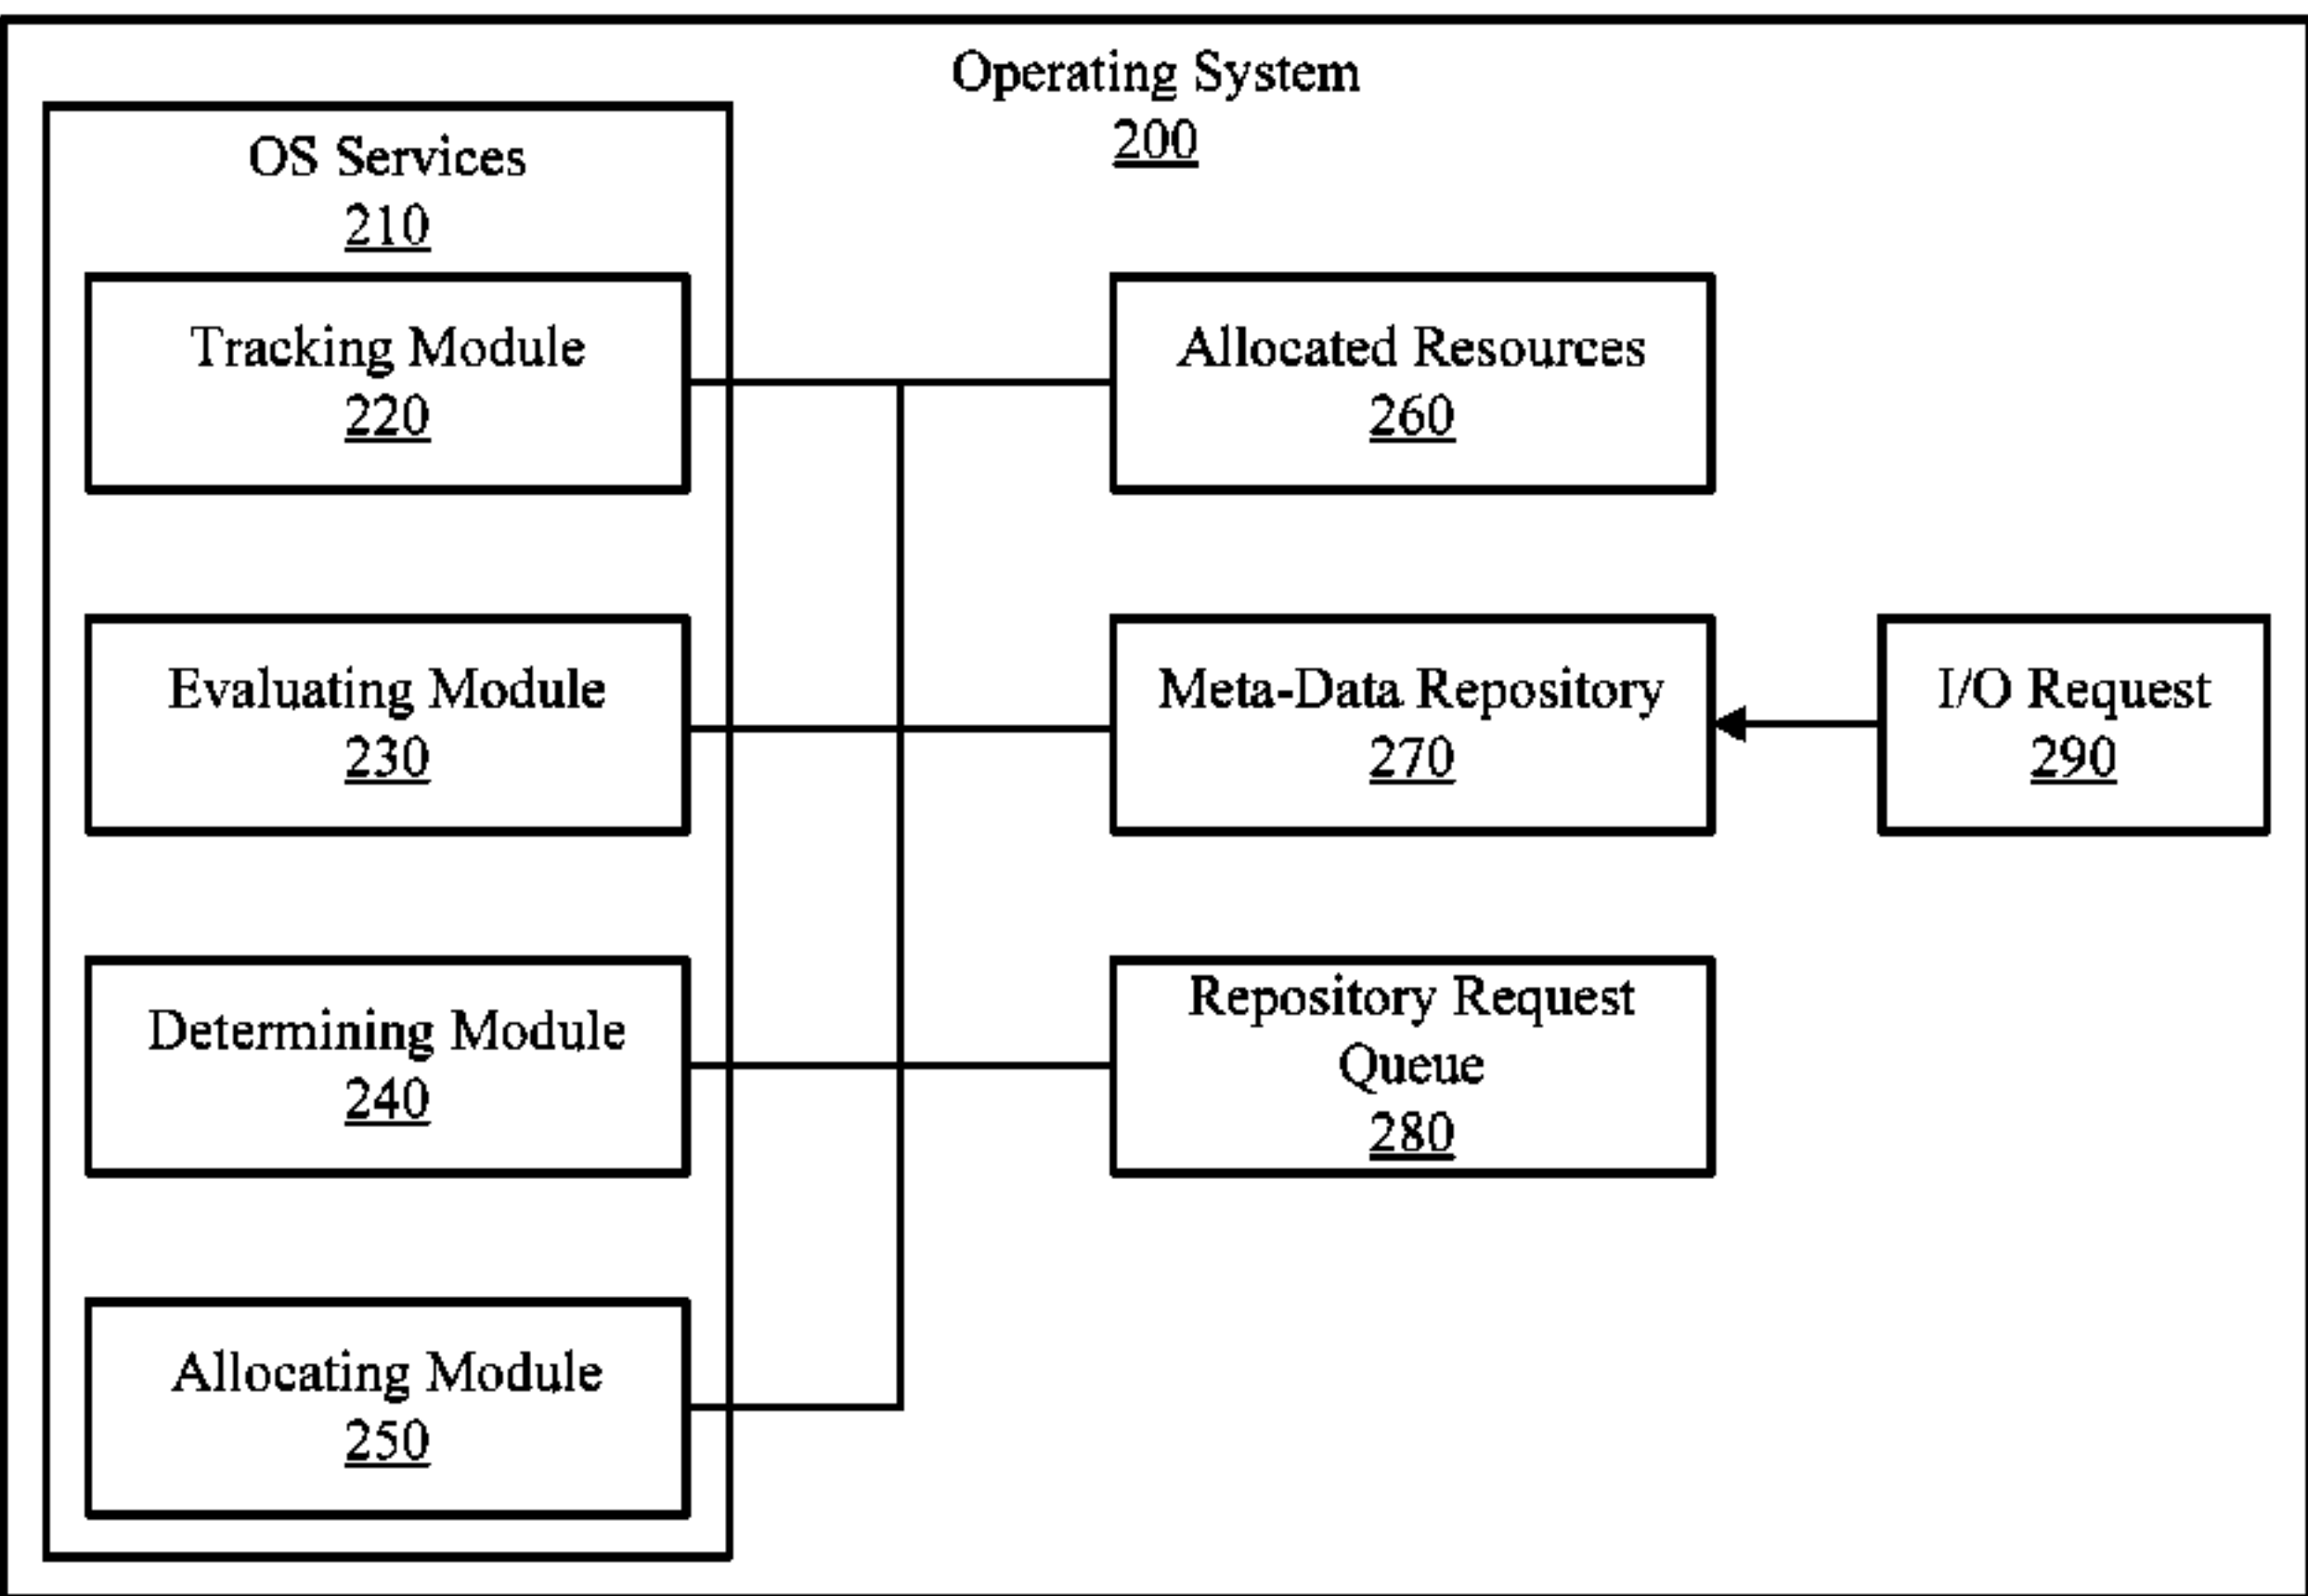 Operating System
200
OS Services
210
Tracking Module
220
Allocated Resources
260
Evaluating Module
230
Meta-Data Repository
270
I/O Request
290
Determining Module
240
Repository Request
Queue
280
Allocating Module
250